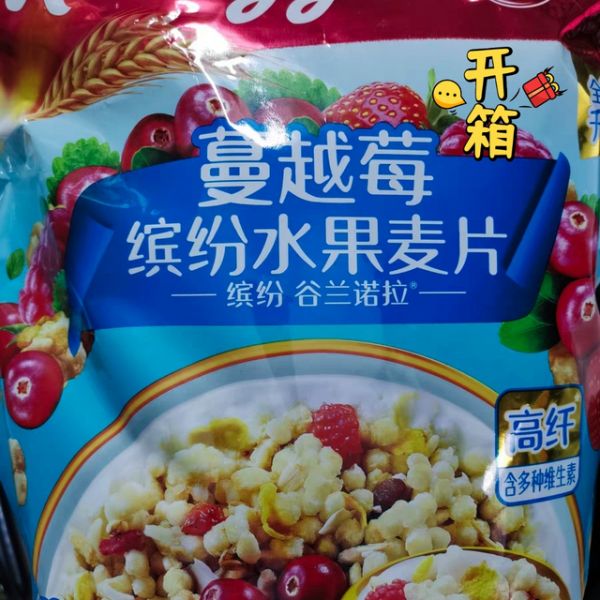 开箱
蔓越莓
缤纷水果麦片
缤纷 谷兰诺拉®
高纤
含多种维生素